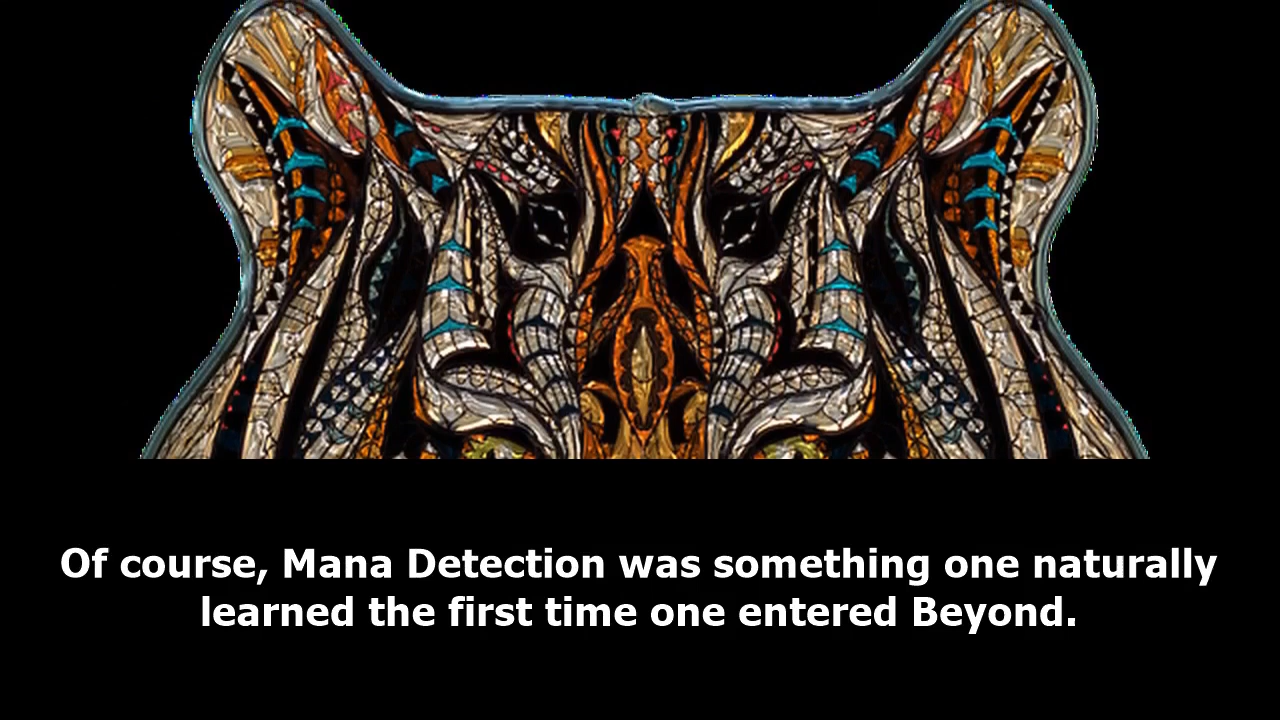 Of course, Mana Detection was something one naturally
learned the first time one entered Beyond.